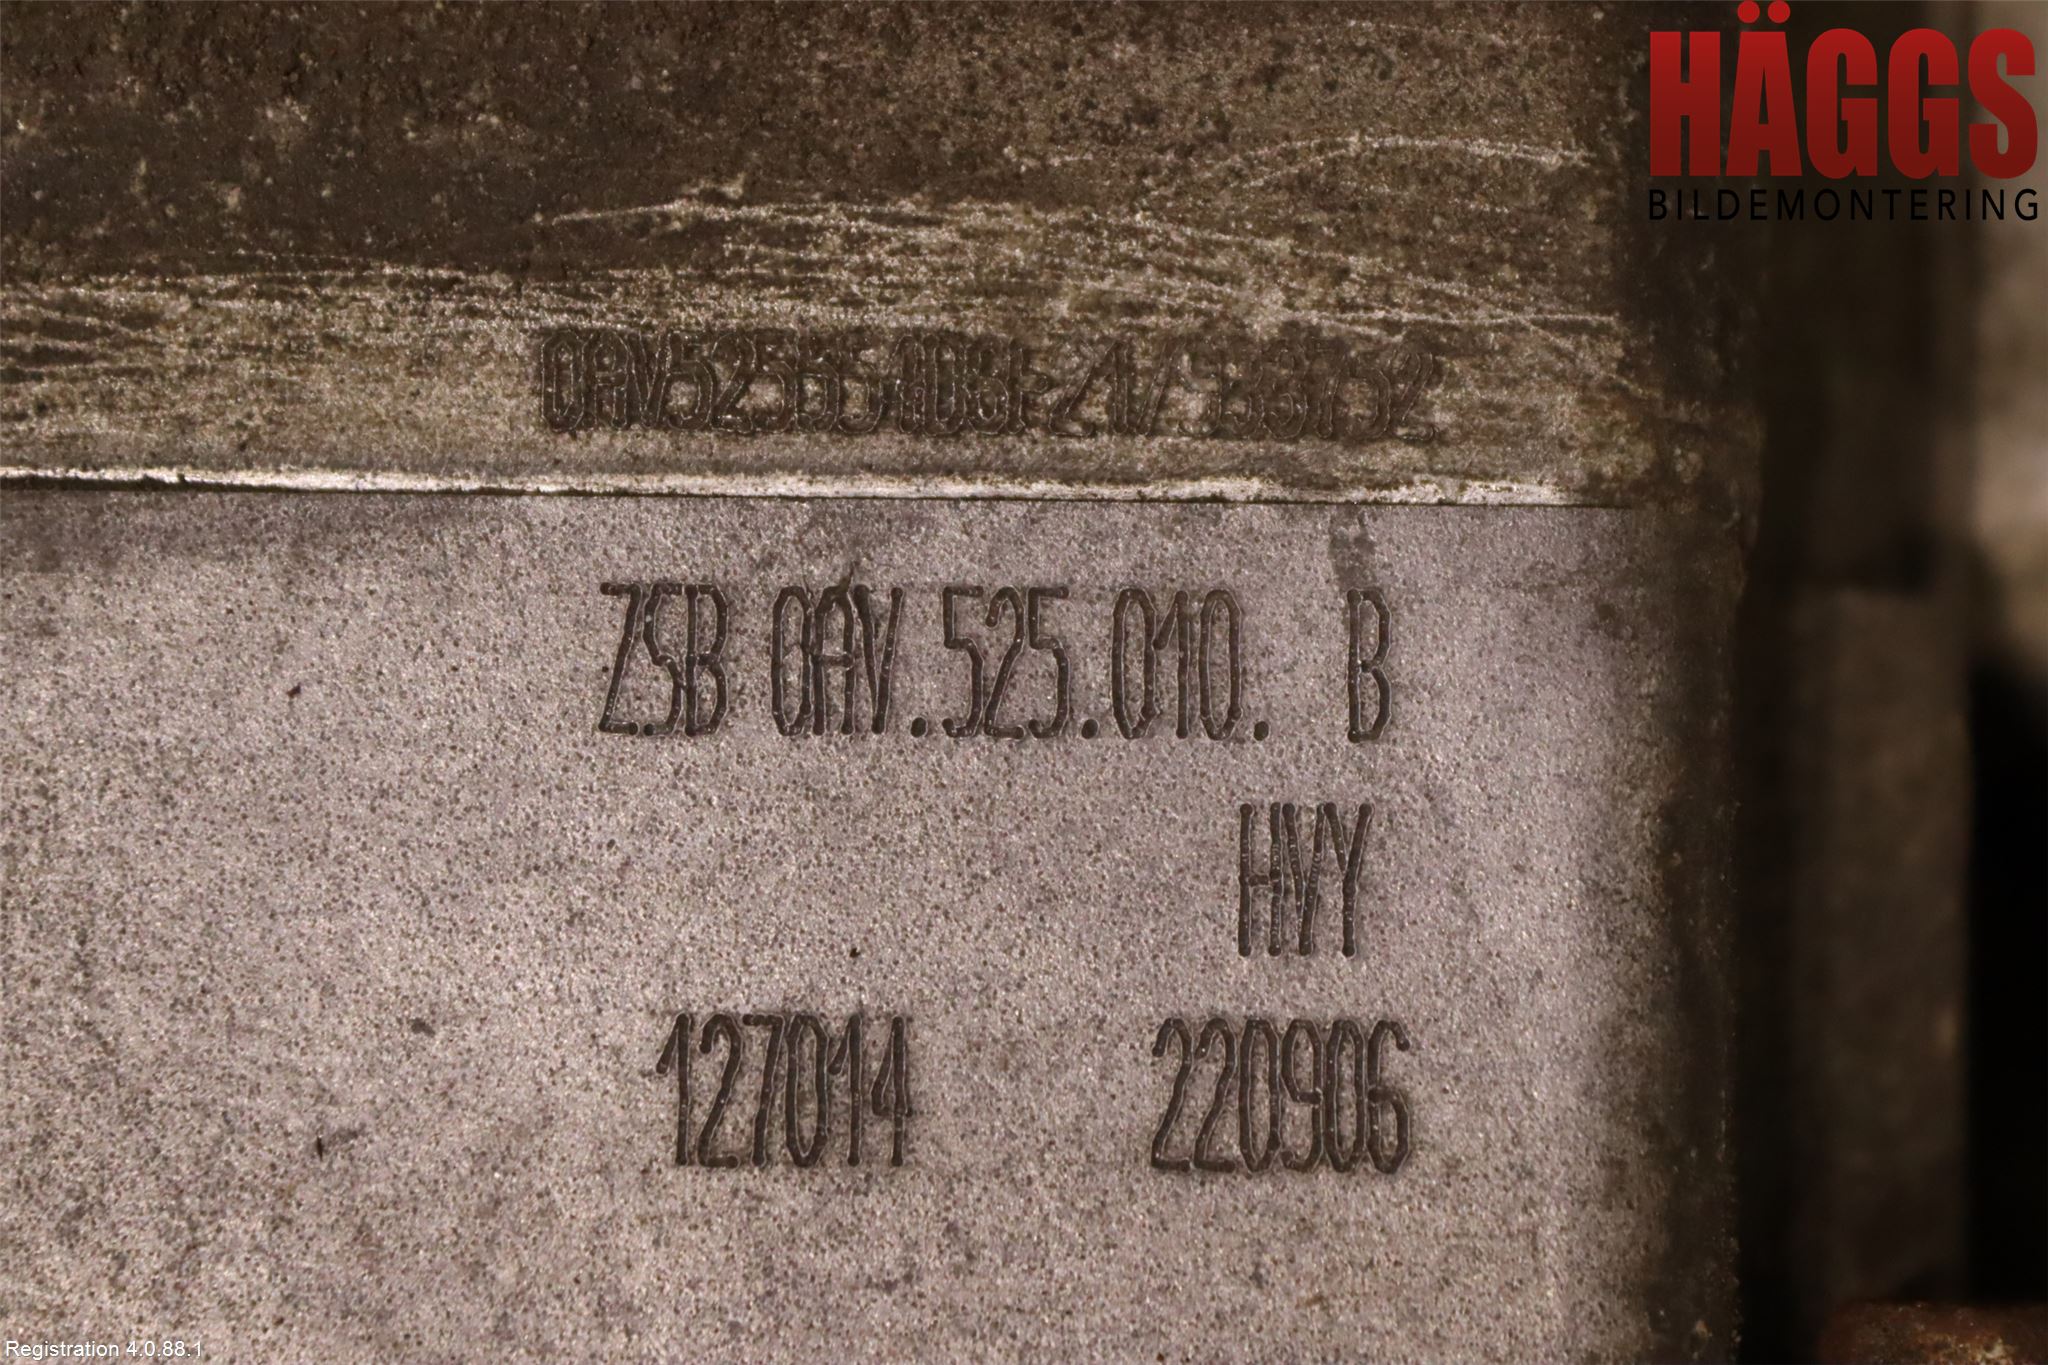 HÄGGS
BILDEMONTERING
ZSB 0AV.525.010. B
HVY
127014 220906
Registration 4.0.88.1